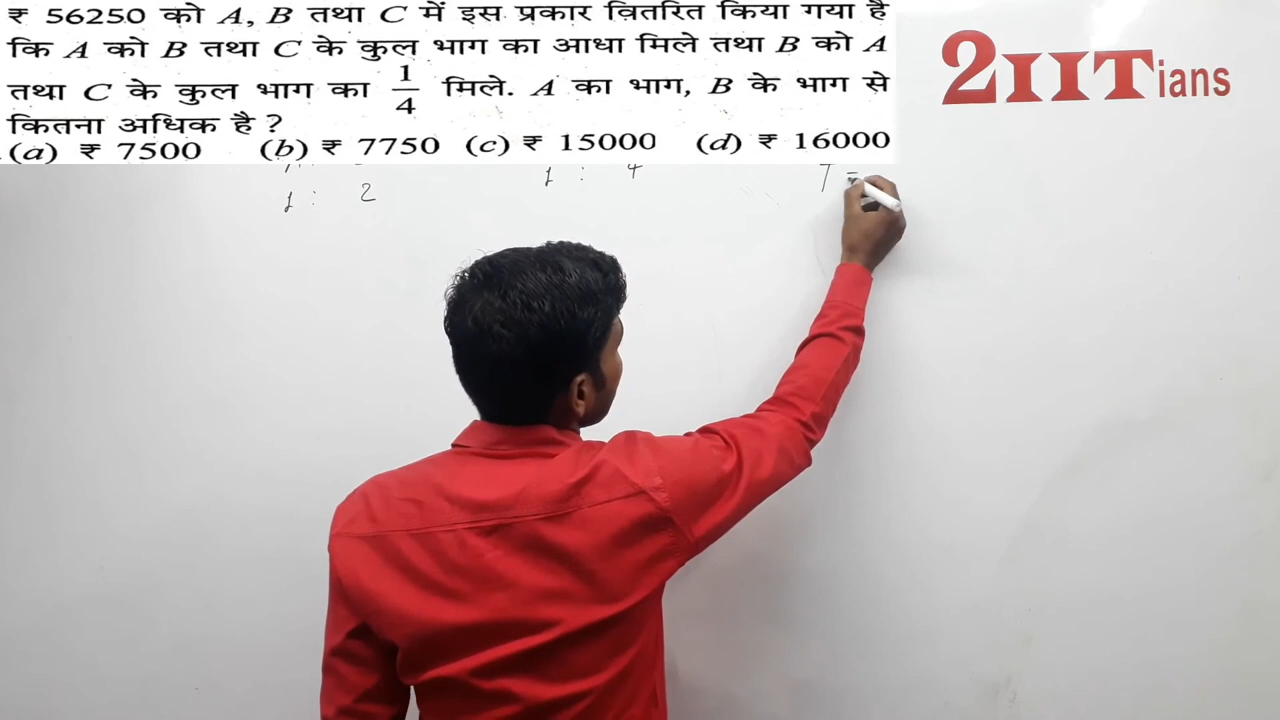 ₹ 56250 को A, B तथा C में इस प्रकार वितरित किया गया है
कि A को B तथा C के कुल भाग का आधा मिले तथा B को A
तथा C के कुल भाग का 1/4 मिले. A का भाग, B के भाग से
कितना अधिक है ?
(a) ₹ 7500 (b) ₹ 7750 (c) ₹ 15000 (d) ₹ 16000
2IITians
1 : 4
T =
1 : 2